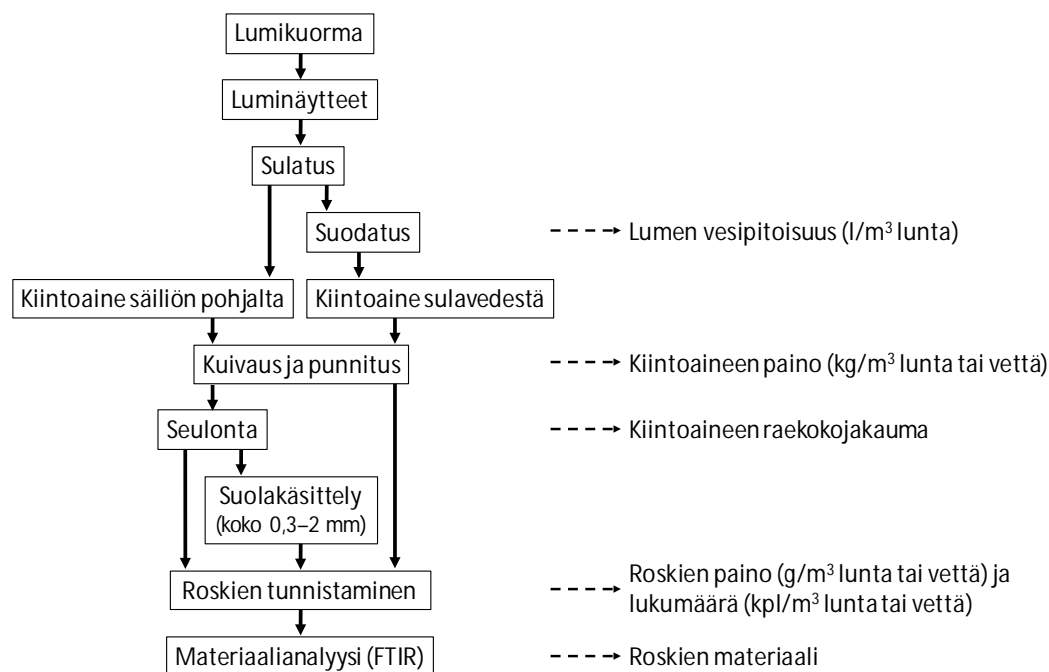 Lumikuorma
Luminäytteet
Sulatus
Suodatus
Lumen vesipitoisuus (l/m³ lunta)
Kiintoaine säiliön pohjalta
Kiintoaine sulavedestä
Kuivaus ja punnitus
Kiintoaineen paino (kg/m³ lunta tai vettä)
Seulonta
Kiintoaineen raekokojakauma
Suolakäsittely
(koko 0,3–2 mm)
Roskien tunnistaminen
Roskien paino (g/m³ lunta tai vettä) ja
lukumäärä (kpl/m³ lunta tai vettä)
Materiaalianalyysi (FTIR)
Roskien materiaali